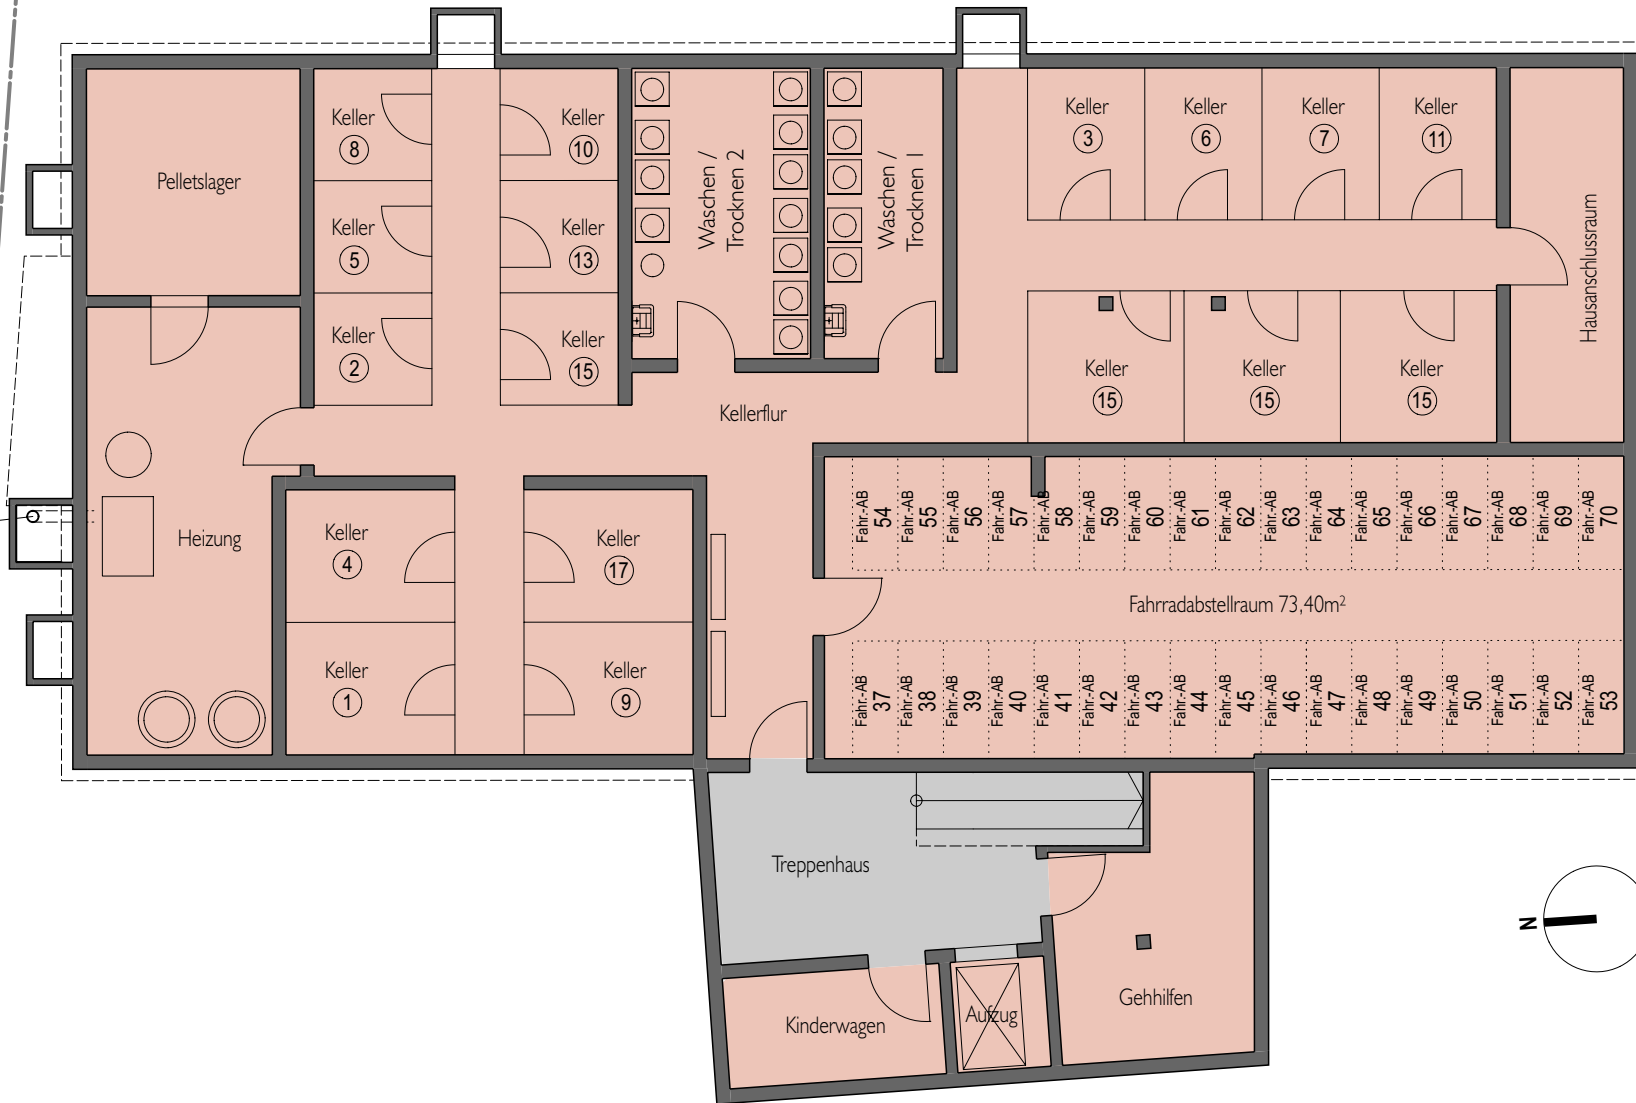 Pelletslager
Keller
8
Keller
10
Keller
5
Keller
13
Keller
2
Keller
15
Waschen /
Trocknen 2
Waschen /
Trocknen 1
Keller
3
Keller
6
Keller
7
Keller
11
Keller
15
Keller
15
Keller
15
Hausanschlussraum
Kellerflur
Heizung
Keller
4
Keller
17
Keller
1
Keller
9
Fahr.-AB
54
Fahr.-AB
55
Fahr.-AB
56
Fahr.-AB
57
Fahr.-AB
58
Fahr.-AB
59
Fahr.-AB
60
Fahr.-AB
61
Fahr.-AB
62
Fahr.-AB
63
Fahr.-AB
64
Fahr.-AB
65
Fahr.-AB
66
Fahr.-AB
67
Fahr.-AB
68
Fahr.-AB
69
Fahr.-AB
70
Fahrradabstellraum 73,40m²
Fahr.-AB
37
Fahr.-AB
38
Fahr.-AB
39
Fahr.-AB
40
Fahr.-AB
41
Fahr.-AB
42
Fahr.-AB
43
Fahr.-AB
44
Fahr.-AB
45
Fahr.-AB
46
Fahr.-AB
47
Fahr.-AB
48
Fahr.-AB
49
Fahr.-AB
50
Fahr.-AB
51
Fahr.-AB
52
Fahr.-AB
53
Treppenhaus
Kinderwagen
Aufzug
Gehhilfen
N